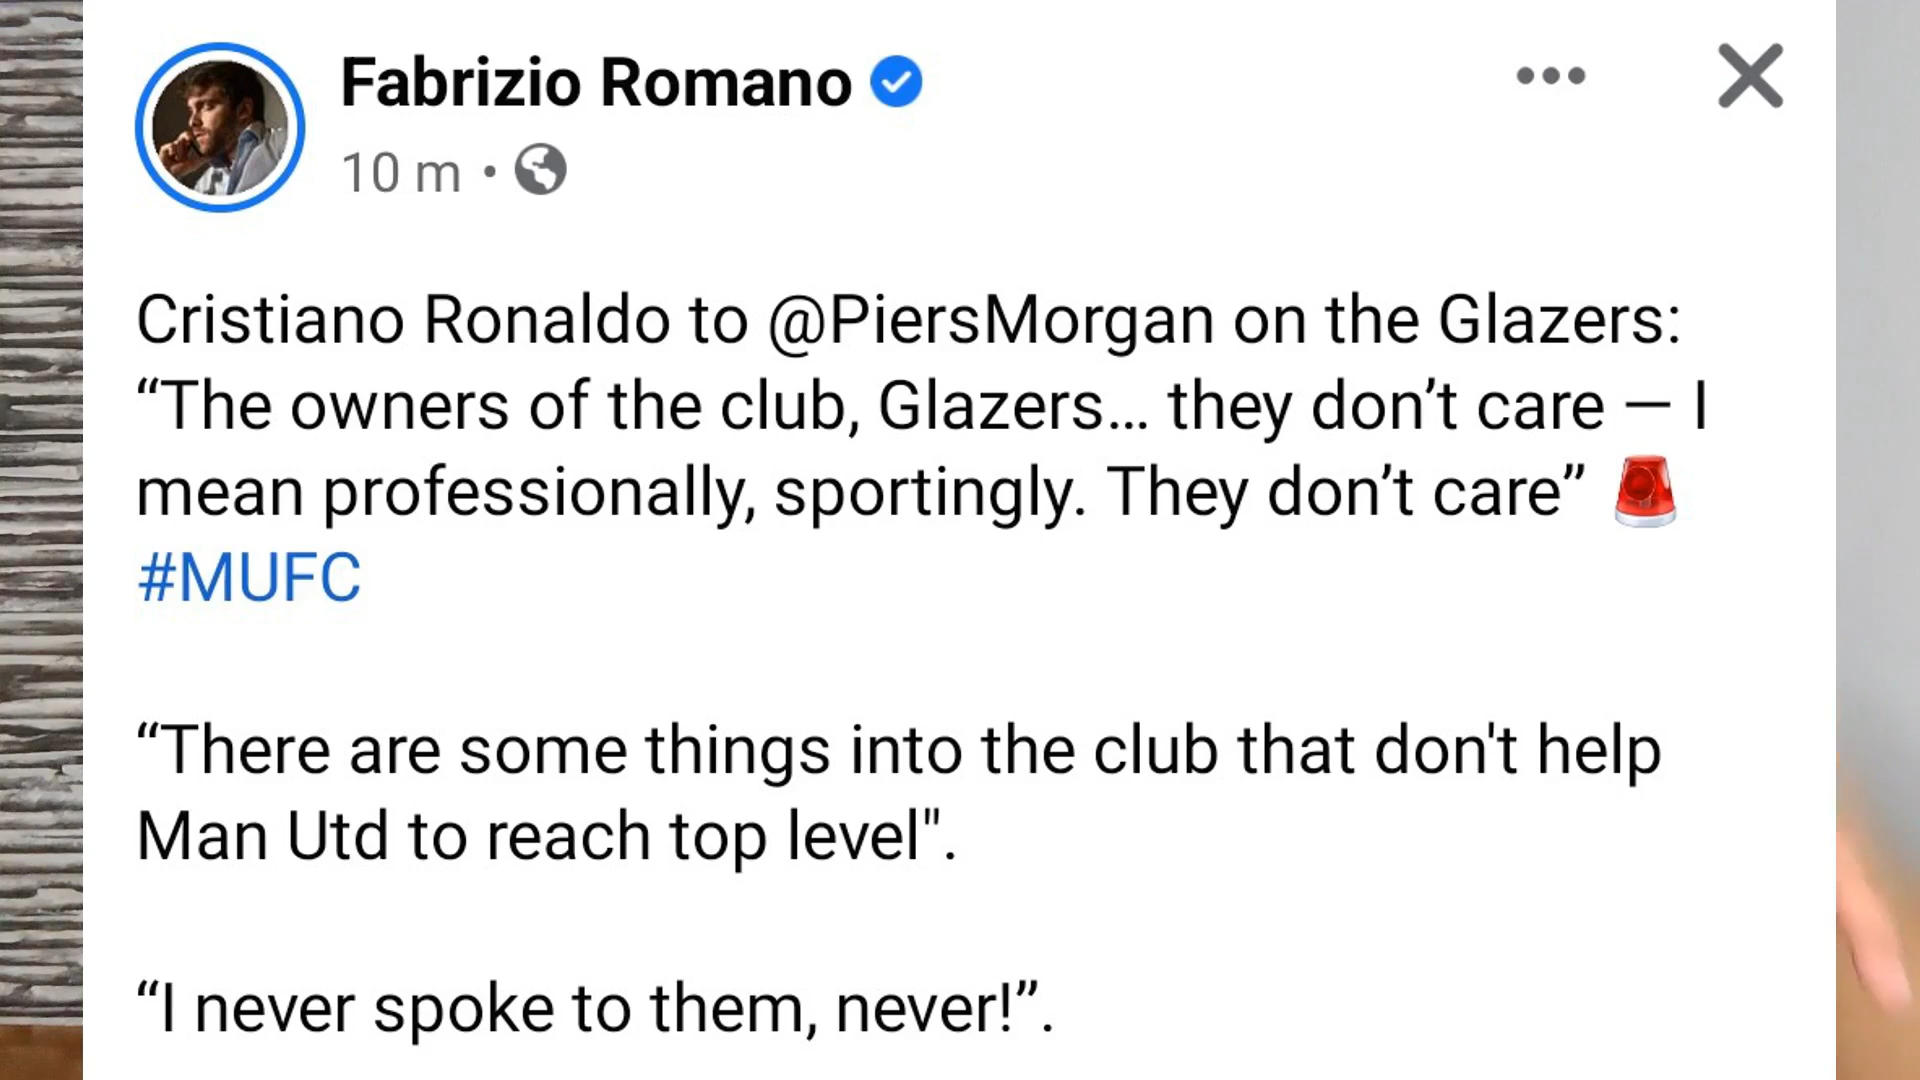 Fabrizio Romano
10 m •
Cristiano Ronaldo to @PiersMorgan on the Glazers:
“The owners of the club, Glazers… they don’t care — I
mean professionally, sportingly. They don’t care” 🚨
#MUFC
“There are some things into the club that don't help
Man Utd to reach top level".
“I never spoke to them, never!”.